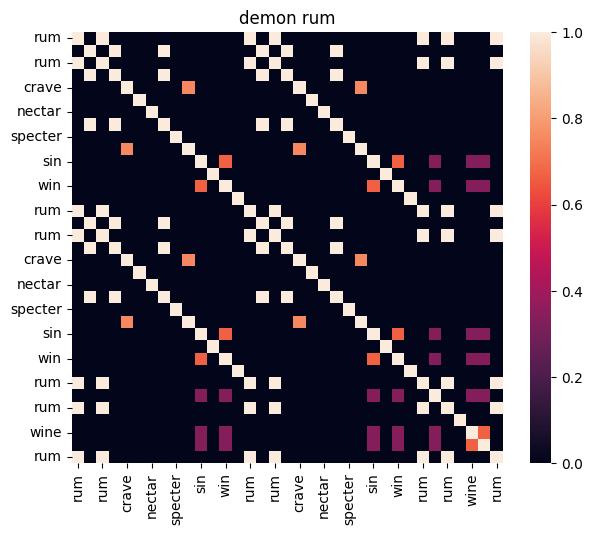 demon rum
rum
rum
crave
nectar
specter
sin
win
rum
rum
crave
nectar
specter
sin
win
rum
rum
wine
rum
rum
rum
crave
nectar
specter
sin
win
rum
rum
crave
nectar
specter
sin
win
rum
rum
wine
rum
1.0
0.8
0.6
0.4
0.2
0.0